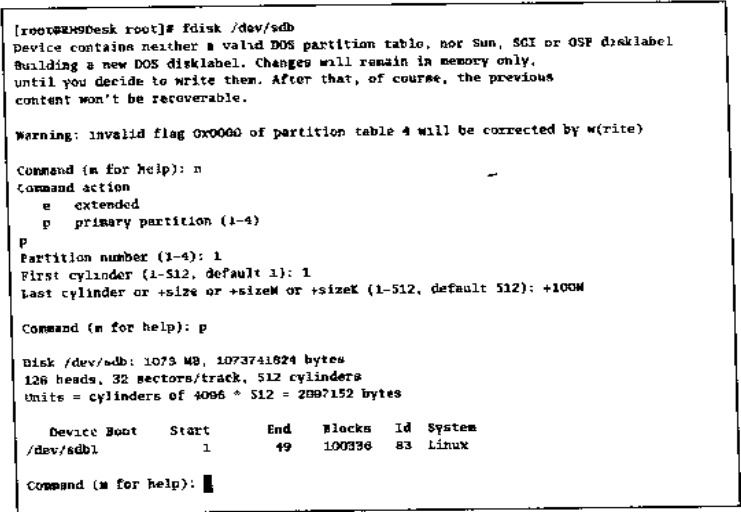 [root@RH9Desk root]# fdisk /dev/sdb
Device contains neither a valid DOS partition table, nor Sun, SGI or OSF disklabel
Building a new DOS disklabel. Changes will remain in memory only,
until you decide to write them. After that, of course, the previous
content won't be recoverable.
Warning: invalid flag 0x0000 of partition table 4 will be corrected by w(rite)
Command (m for help): n
Command action
e extended
p primary partition (1-4)
p
Partition number (1-4): 1
First cylinder (1-512, default 1): 1
Last cylinder or +size or +sizeM or +sizeK (1-512, default 512): +100M
Command (m for help): p
Disk /dev/sdb: 1073 MB, 1073741824 bytes
128 heads, 32 sectors/track, 512 cylinders
Units = cylinders of 4096 * 512 = 2097152 bytes
Device Boot Start End Blocks Id System
/dev/sdb1 1 49 100336 83 Linux
Command (m for help):